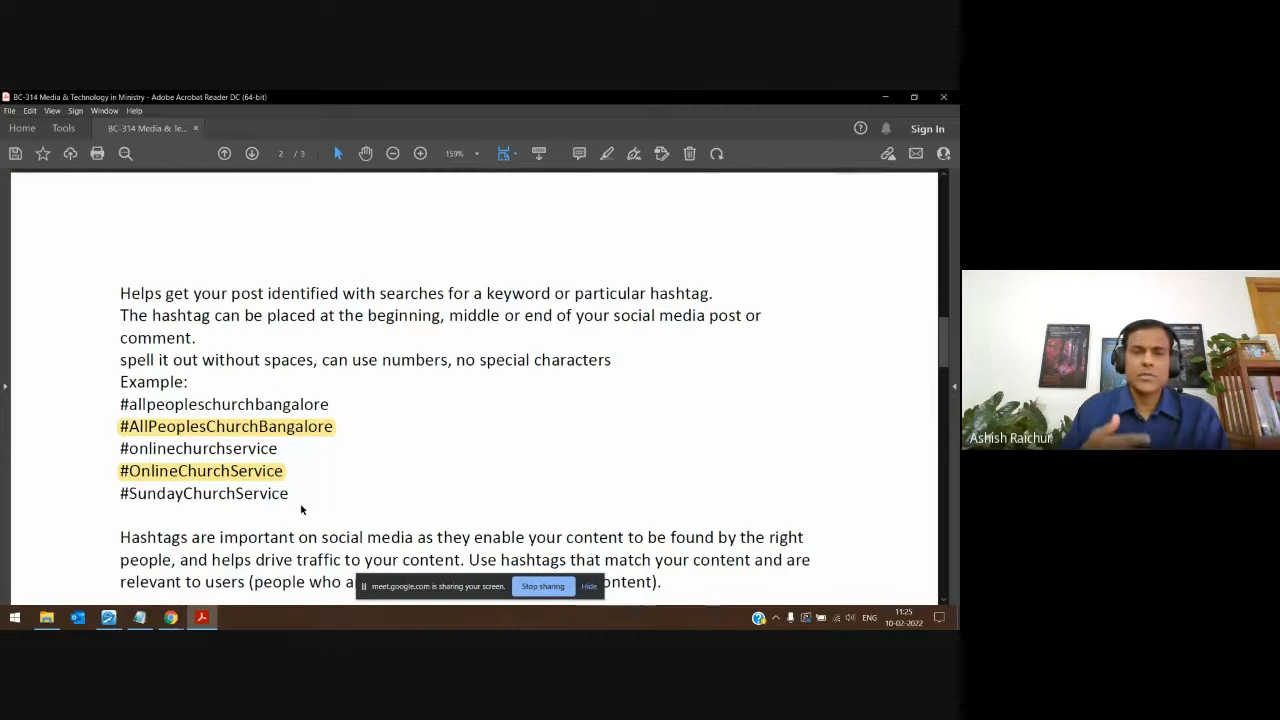 BC-314 Media & Technology in Ministry - Adobe Acrobat Reader DC (64-bit)
File Edit View Sign Window Help
Home Tools BC-314 Media & Te... × Sign In
2 / 3 159%
Helps get your post identified with searches for a keyword or particular hashtag.
The hashtag can be placed at the beginning, middle or end of your social media post or
comment.
spell it out without spaces, can use numbers, no special characters
Example:
#allpeopleschurchbangalore
#AllPeoplesChurchBangalore
#onlinechurchservice
#OnlineChurchService
#SundayChurchService
Hashtags are important on social media as they enable your content to be found by the right
people, and helps drive traffic to your content. Use hashtags that match your content and are
relevant to users (people who a
ontent).
meet.google.com is sharing your screen. Stop sharing Hide
Ashish Raichur
ENG 11:25
10-02-2022